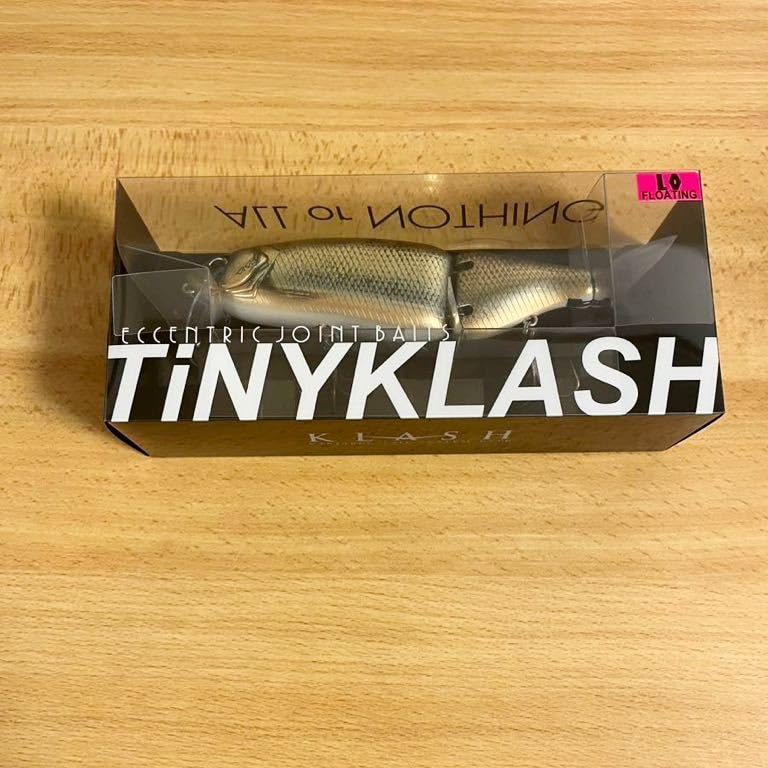 LO
FLOATING
ALL or NOTHING
ECCENTRIC JOINT BAITS
TiNYKLASH
KLASH